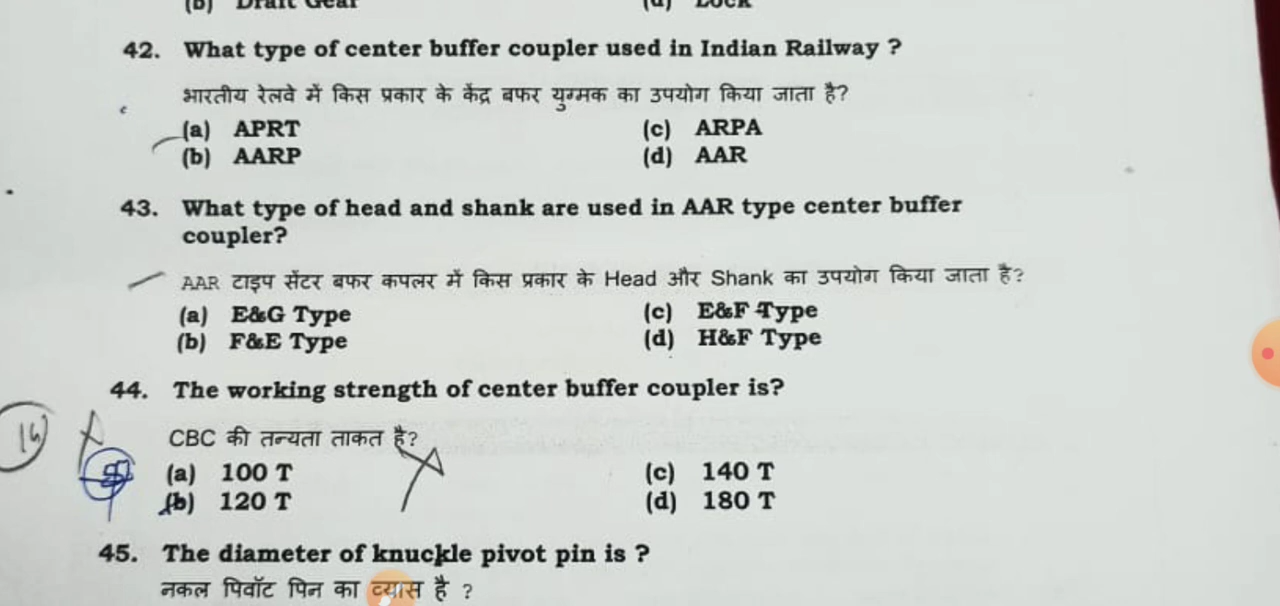 (b) Draft Gear (d) Lock
42. What type of center buffer coupler used in Indian Railway ?
भारतीय रेलवे में किस प्रकार के केंद्र बफर युग्मक का उपयोग किया जाता है?
(a) APRT (c) ARPA
(b) AARP (d) AAR
43. What type of head and shank are used in AAR type center buffer
coupler?
AAR टाइप सेंटर बफर कपलर में किस प्रकार के Head और Shank का उपयोग किया जाता है?
(a) E&G Type (c) E&F Type
(b) F&E Type (d) H&F Type
44. The working strength of center buffer coupler is?
16
CBC की तन्यता ताकत है?
(a) 100 T (c) 140 T
(b) 120 T (d) 180 T
45. The diameter of knuckle pivot pin is ?
नकल पिवॉट पिन का व्यास है ?